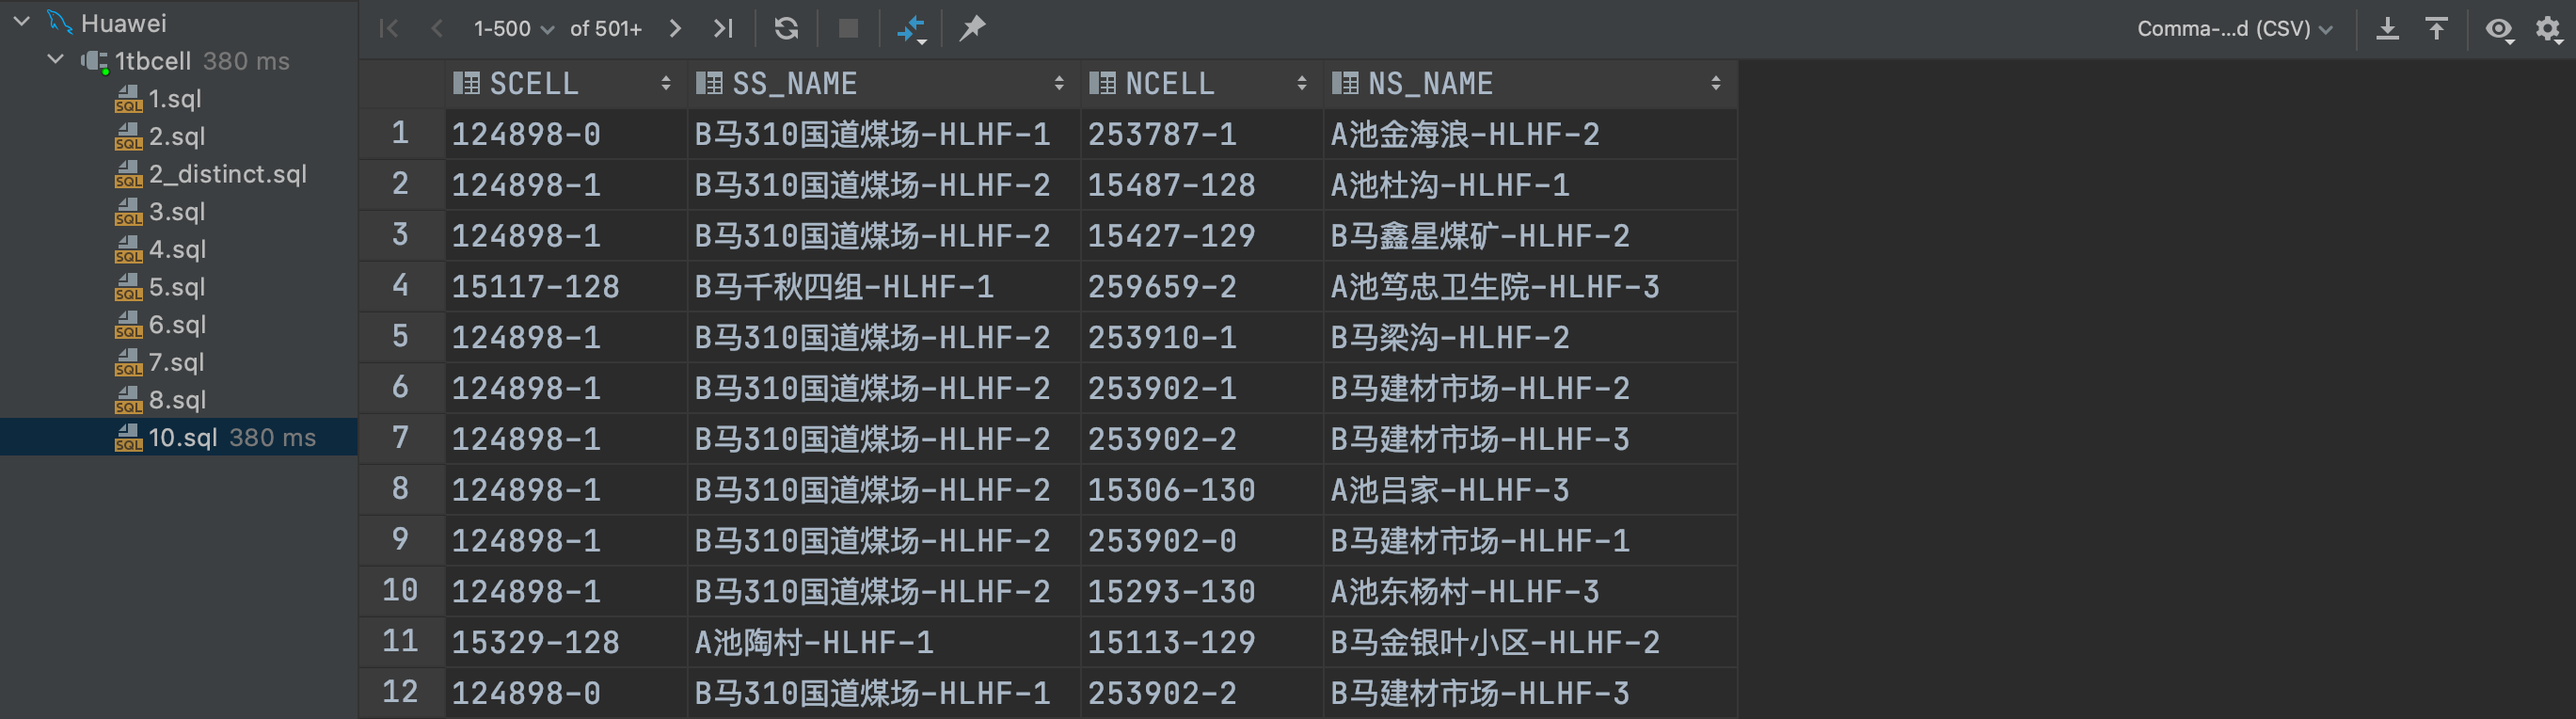 Huawei
1tbcell 380 ms
1.sql
2.sql
2_distinct.sql
3.sql
4.sql
5.sql
6.sql
7.sql
8.sql
10.sql 380 ms
1-500 of 501+ Comma-...d (CSV)
SCELL SS_NAME NCELL NS_NAME
1 124898-0 B马310国道煤场-HLHF-1 253787-1 A池金海浪-HLHF-2
2 124898-1 B马310国道煤场-HLHF-2 15487-128 A池杜沟-HLHF-1
3 124898-1 B马310国道煤场-HLHF-2 15427-129 B马鑫星煤矿-HLHF-2
4 15117-128 B马千秋四组-HLHF-1 259659-2 A池笃忠卫生院-HLHF-3
5 124898-1 B马310国道煤场-HLHF-2 253910-1 B马梁沟-HLHF-2
6 124898-1 B马310国道煤场-HLHF-2 253902-1 B马建材市场-HLHF-2
7 124898-1 B马310国道煤场-HLHF-2 253902-2 B马建材市场-HLHF-3
8 124898-1 B马310国道煤场-HLHF-2 15306-130 A池吕家-HLHF-3
9 124898-1 B马310国道煤场-HLHF-2 253902-0 B马建材市场-HLHF-1
10 124898-1 B马310国道煤场-HLHF-2 15293-130 A池东杨村-HLHF-3
11 15329-128 A池陶村-HLHF-1 15113-129 B马金银叶小区-HLHF-2
12 124898-0 B马310国道煤场-HLHF-1 253902-2 B马建材市场-HLHF-3